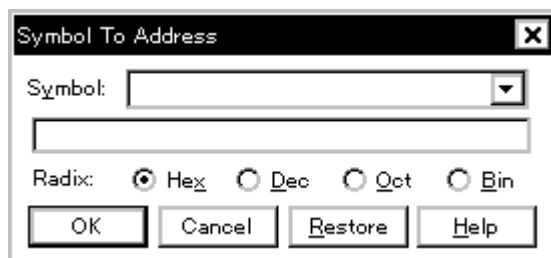 Symbol To Address
Symbol:
Radix: Hex Dec Oct Bin
OK Cancel Restore Help